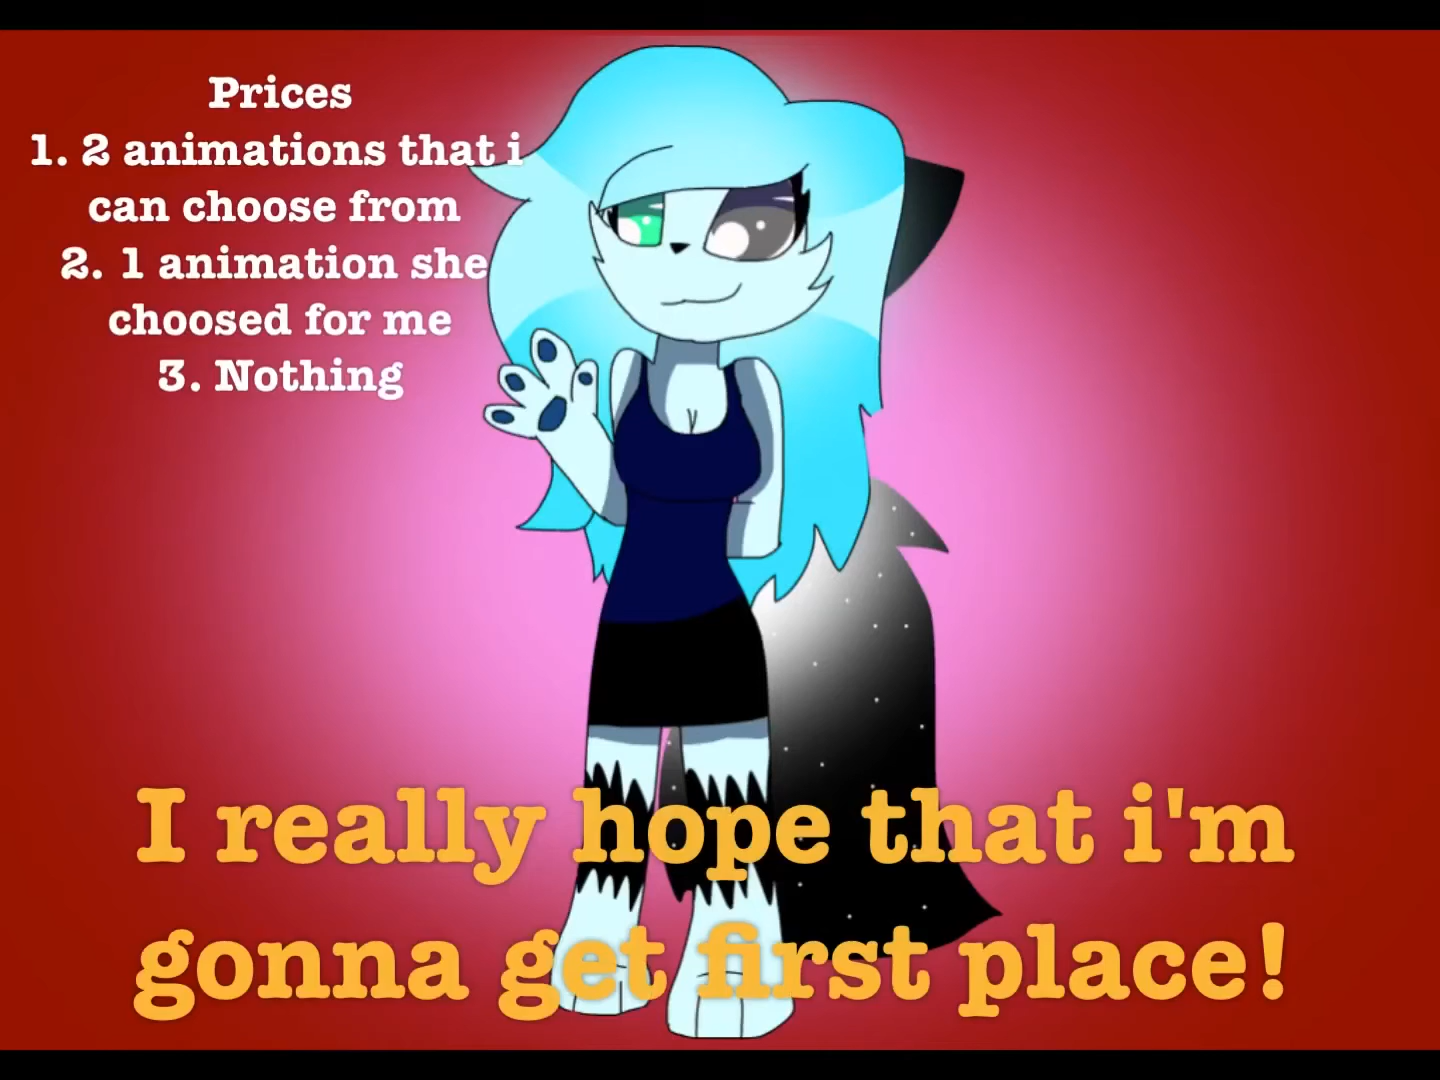 Prices
1. 2 animations that i
can choose from
2. 1 animation she
choosed for me
3. Nothing
I really hope that i'm
gonna get first place!